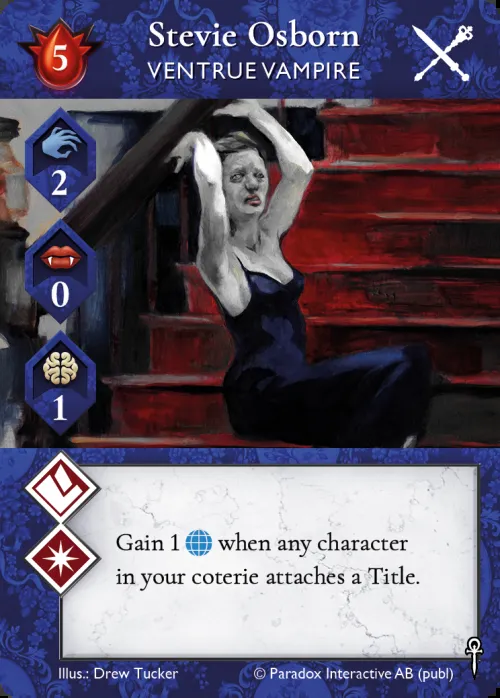 5
Stevie Osborn
VENTRUE VAMPIRE
2
0
1
Gain 1 when any character
in your coterie attaches a Title.
Illus.: Drew Tucker
© Paradox Interactive AB (publ)